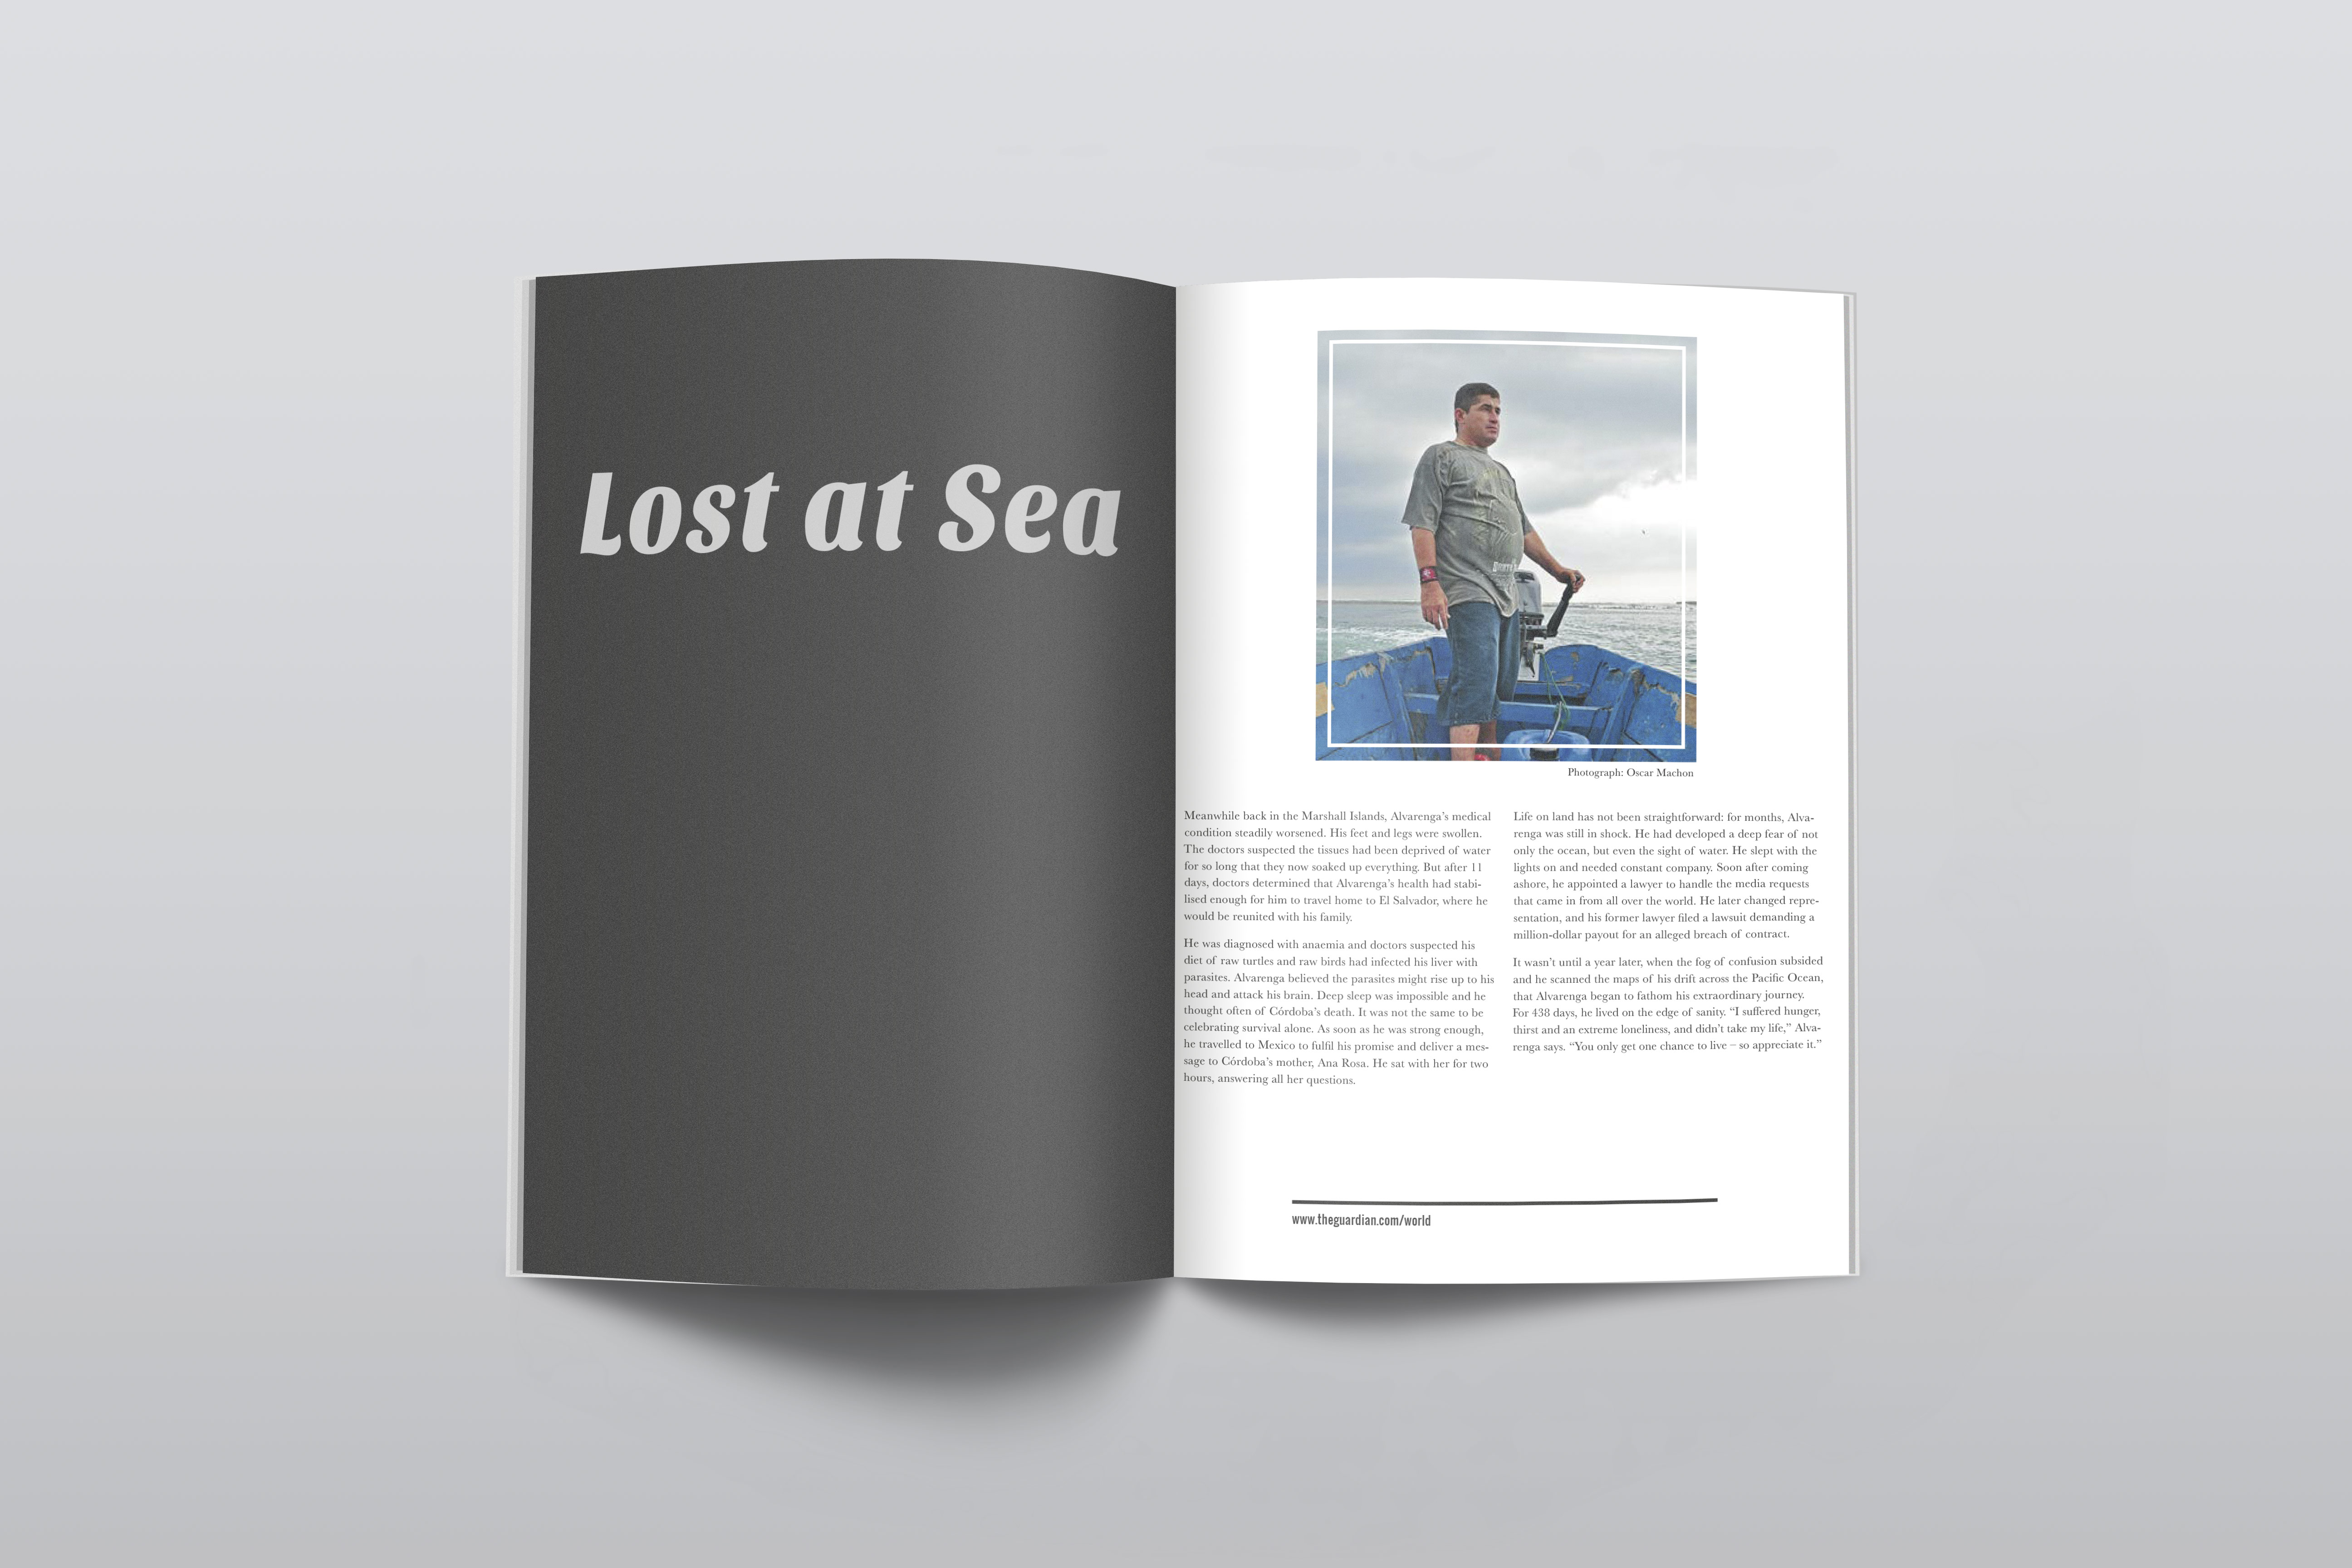 Lost at Sea
Photograph: Oscar Machon
Meanwhile back in the Marshall Islands, Alvarenga’s medical
condition steadily worsened. His feet and legs were swollen.
The doctors suspected the tissues had been deprived of water
for so long that they now soaked up everything. But after 11
days, doctors determined that Alvarenga’s health had stabi-
lised enough for him to travel home to El Salvador, where he
would be reunited with his family.
He was diagnosed with anaemia and doctors suspected his
diet of raw turtles and raw birds had infected his liver with
parasites. Alvarenga believed the parasites might rise up to his
head and attack his brain. Deep sleep was impossible and he
thought often of Córdoba’s death. It was not the same to be
celebrating survival alone. As soon as he was strong enough,
he travelled to Mexico to fulfil his promise and deliver a mes-
sage to Córdoba’s mother, Ana Rosa. He sat with her for two
hours, answering all her questions.
Life on land has not been straightforward: for months, Alva-
renga was still in shock. He had developed a deep fear of not
only the ocean, but even the sight of water. He slept with the
lights on and needed constant company. Soon after coming
ashore, he appointed a lawyer to handle the media requests
that came in from all over the world. He later changed repre-
sentation, and his former lawyer filed a lawsuit demanding a
million-dollar payout for an alleged breach of contract.
It wasn’t until a year later, when the fog of confusion subsided
and he scanned the maps of his drift across the Pacific Ocean,
that Alvarenga began to fathom his extraordinary journey.
For 438 days, he lived on the edge of sanity. “I suffered hunger,
thirst and an extreme loneliness, and didn’t take my life,” Alva-
renga says. “You only get one chance to live – so appreciate it.”
www.theguardian.com/world